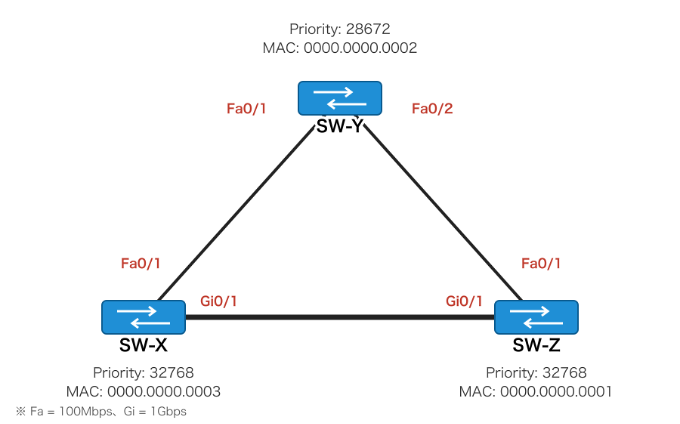 Priority: 28672
MAC: 0000.0000.0002
Fa0/1
Fa0/2
SW-Y
Fa0/1
Fa0/1
Gi0/1
Gi0/1
SW-X
SW-Z
Priority: 32768
MAC: 0000.0000.0003
Priority: 32768
MAC: 0000.0000.0001
※ Fa = 100Mbps、Gi = 1Gbps